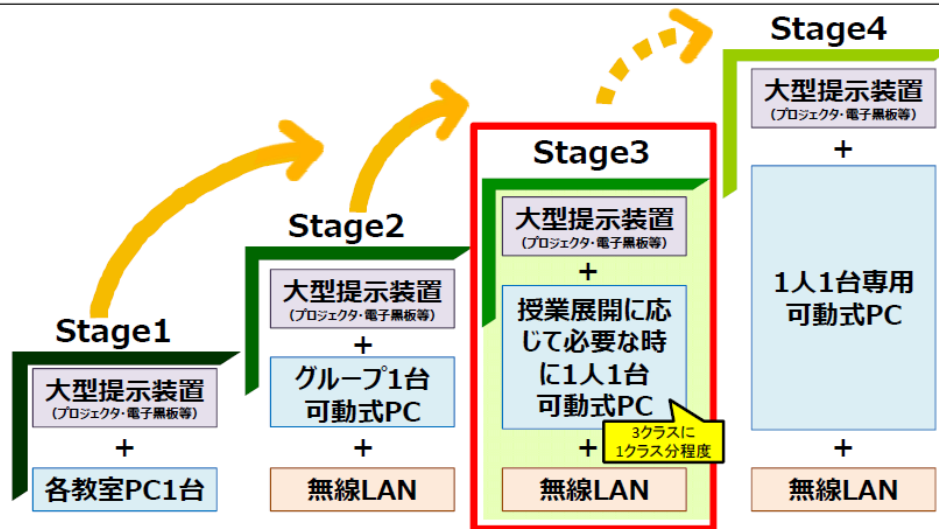 Stage1
大型提示装置
(プロジェクタ・電子黒板等)
+
各教室PC1台
Stage2
大型提示装置
(プロジェクタ・電子黒板等)
+
グループ1台
可動式PC
+
無線LAN
Stage3
大型提示装置
(プロジェクタ・電子黒板等)
+
授業展開に応
じて必要な時
に1人1台
可動式PC
3クラスに
1クラス分程度
+
無線LAN
Stage4
大型提示装置
(プロジェクタ・電子黒板等)
+
1人1台専用
可動式PC
+
無線LAN